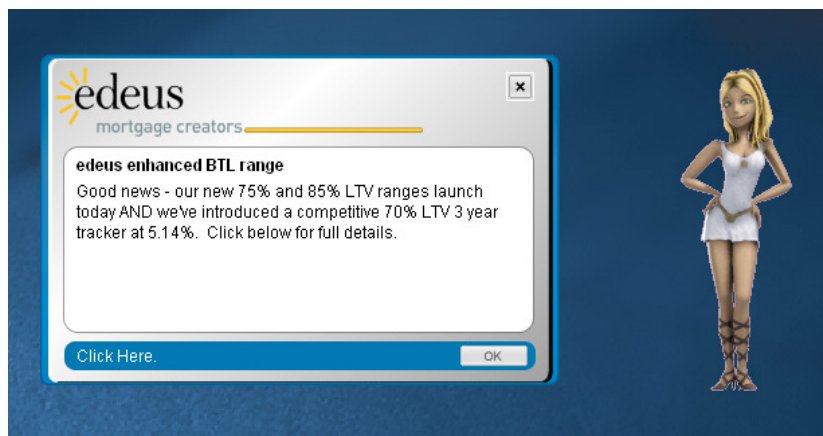 edeus
mortgage creators
edeus enhanced BTL range
Good news - our new 75% and 85% LTV ranges launch
today AND we've introduced a competitive 70% LTV 3 year
tracker at 5.14%.  Click below for full details.
Click Here.
OK